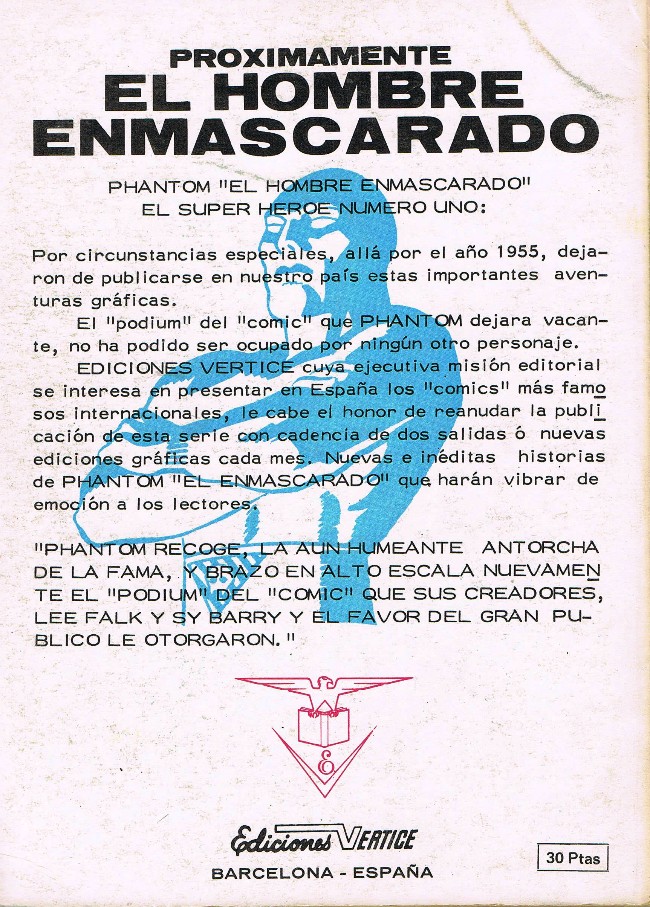 PROXIMAMENTE
EL HOMBRE
ENMASCARADO
PHANTOM "EL HOMBRE ENMASCARADO"
EL SUPER HEROE NUMERO UNO:
Por circunstancias especiales, allá por el año 1955, deja-
ron de publicarse en nuestro país estas importantes aven-
turas gráficas.
El "podium" del "comic" que PHANTOM dejara vacan-
te, no ha podido ser ocupado por ningún otro personaje.
EDICIONES VERTICE cuya ejecutiva misión editorial
se interesa en presentar en España los "comics" más famo
sos internacionales, le cabe el honor de reanudar la publi
cación de esta serie con cadencia de dos salidas ó nuevas
ediciones gráficas cada mes. Nuevas e inéditas historias
de PHANTOM "EL ENMASCARADO" que harán vibrar de
emoción a los lectores.
"PHANTOM RECOGE, LA AUN HUMEANTE ANTORCHA
DE LA FAMA, Y BRAZO EN ALTO ESCALA NUEVAMEN
TE EL "PODIUM" DEL "COMIC" QUE SUS CREADORES,
LEE FALK Y SY BARRY Y EL FAVOR DEL GRAN PU-
BLICO LE OTORGARON."
E
Ediciones VERTICE
BARCELONA - ESPAÑA
30 Ptas